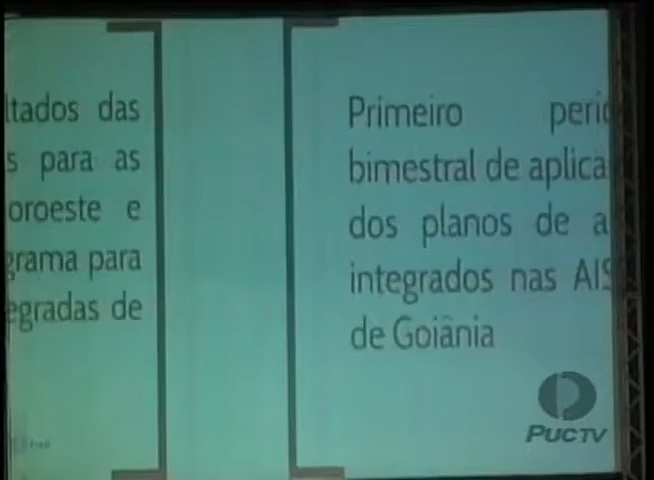 ltados das
s para as
oroeste e
grama para
egradas de
Primeiro perío
bimestral de aplica
dos planos de a
integrados nas AIS
de Goiânia
PUCTV